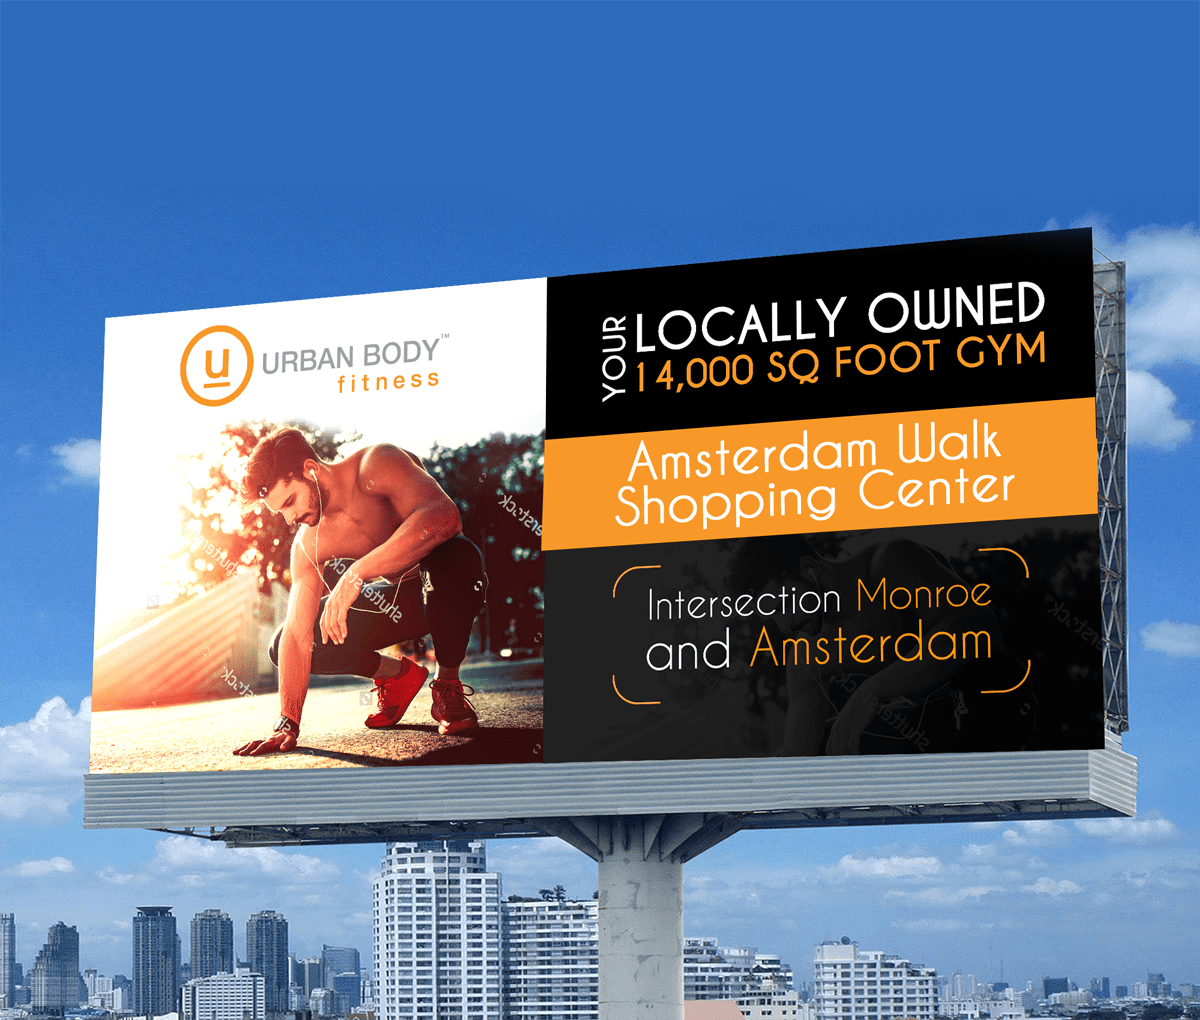 u
URBAN BODY™
fitness
YOUR
LOCALLY OWNED
14,000 SQ FOOT GYM
Amsterdam Walk
Shopping Center
Intersection Monroe
and Amsterdam
shutterstock